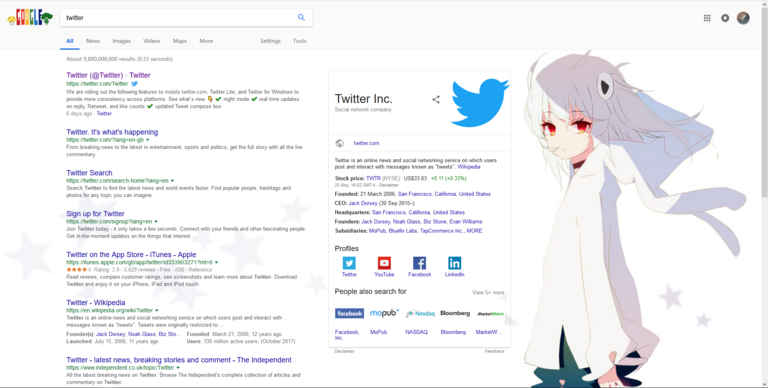 GOOGLE
twitter
All News Images Videos Maps More Settings Tools
About 9,880,000,000 results (0.33 seconds)
Twitter (@Twitter) · Twitter
https://twitter.com/Twitter
We are rolling out the following features to mobile.twitter.com, Twitter Lite, and Twitter for Windows to
provide more consistency across platforms. See what's new 👇 ✔ night mode ✔ real time updates
on reply, Retweet, and like counts ✔ updated Tweet compose box
6 days ago · Twitter
Twitter. It's what's happening
https://twitter.com/?lang=en-gb
From breaking news to the latest in entertainment, sports and politics, get the full story with all the live
commentary.
Twitter Search
https://twitter.com/search-home?lang=en
Search Twitter to find the latest news and world events faster. Find popular people, hashtags and
photos for any topic you can imagine.
Sign up for Twitter
https://twitter.com/signup?lang=en
Join Twitter today - it only takes a few seconds. Connect with your friends and other fascinating people.
Get in-the-moment updates on the things that interest ...
Twitter on the App Store - iTunes - Apple
https://itunes.apple.com/gb/app/twitter/id333903271?mt=8
Rating: 3.9 - 5,629 reviews - Free - iOS - Reference
Read reviews, compare customer ratings, see screenshots and learn more about Twitter. Download
Twitter and enjoy it on your iPhone, iPad and iPod touch.
Twitter - Wikipedia
https://en.wikipedia.org/wiki/Twitter
Twitter is an online news and social networking service on which users post and interact with
messages known as "tweets". Tweets were originally restricted to ...
Founder(s): Jack Dorsey; Noah Glass; Biz Sto... Founded: March 21, 2006; 12 years ago
Launched: July 15, 2006; 11 years ago Users: 330 million active users; (October 2017)
Twitter - latest news, breaking stories and comment - The Independent
https://www.independent.co.uk/topic/Twitter
All the latest breaking news on Twitter. Browse The Independent's complete collection of articles and
commentary on Twitter.
Twitter Inc.
Social network company
twitter.com
Twitter is an online news and social networking service on which users
post and interact with messages known as "tweets". Wikipedia
Stock price: TWTR (NYSE) US$33.63 +0.11 (+0.33%)
25 May, 16:02 GMT-4 - Disclaimer
Founded: 21 March 2006, San Francisco, California, United States
CEO: Jack Dorsey (30 Sep 2015–)
Headquarters: San Francisco, California, United States
Founders: Jack Dorsey, Noah Glass, Biz Stone, Evan Williams
Subsidiaries: MoPub, Bluefin Labs, TapCommerce Inc., MORE
Profiles
Twitter YouTube Facebook LinkedIn
People also search for View 5+ more
facebook mopub Nasdaq Bloomberg MarketWatch
Facebook, Inc. MoPub NASDAQ Bloomberg MarketW...
Disclaimer Feedback